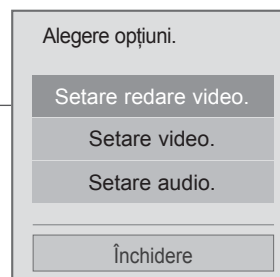 Alegere opțiuni.
Setare redare video.
Setare video.
Setare audio.
Închidere